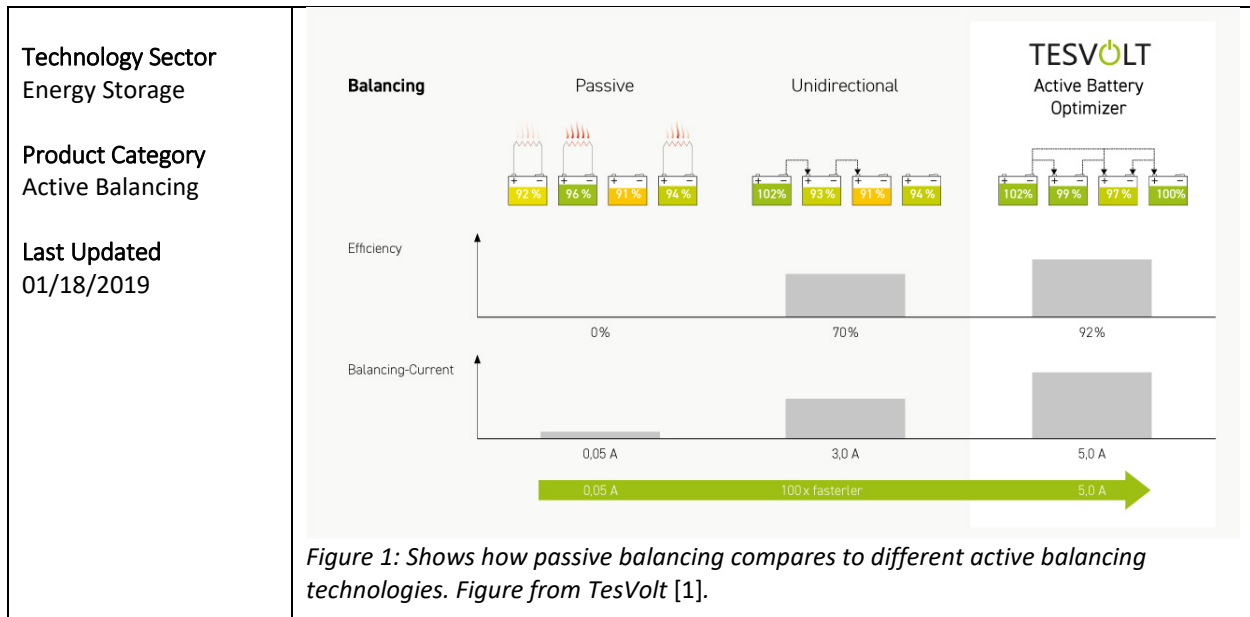 Technology Sector
Energy Storage
Product Category
Active Balancing
Last Updated
01/18/2019
TESVOLT
Balancing Passive Unidirectional Active Battery
Optimizer
+ − + − + − + − + − + − + − + − + − + − + − + −
92 % 96 % 91 % 94 % 102% 93 % 91 % 94 % 102% 99 % 97 % 100%
Efficiency
0% 70% 92%
Balancing-Current
0,05 A 3,0 A 5,0 A
0,05 A 100x fasterler 5,0 A
Figure 1: Shows how passive balancing compares to different active balancing
technologies. Figure from TesVolt [1].